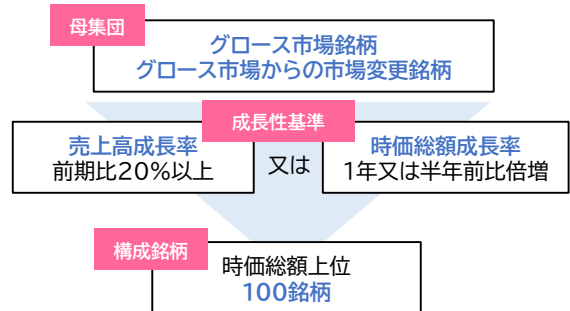 母集団
グロース市場銘柄
グロース市場からの市場変更銘柄
成長性基準
売上高成長率
前期比20%以上
又は
時価総額成長率
1年又は半年前比倍増
構成銘柄
時価総額上位
100銘柄